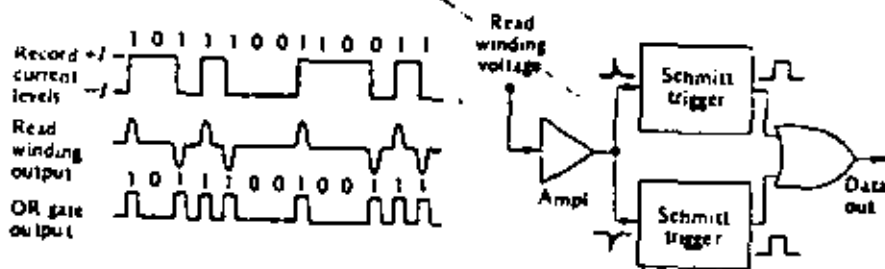 1 0 1 1 1 0 0 1 1 0 0 1 1
Record +I
current
levels −I
Read
winding
output
1 0 1 1 1 0 0 1 0 0 1 1 1
OR gate
output
Read
winding
voltage
Ampl
Schmitt
trigger
Schmitt
trigger
Data
out